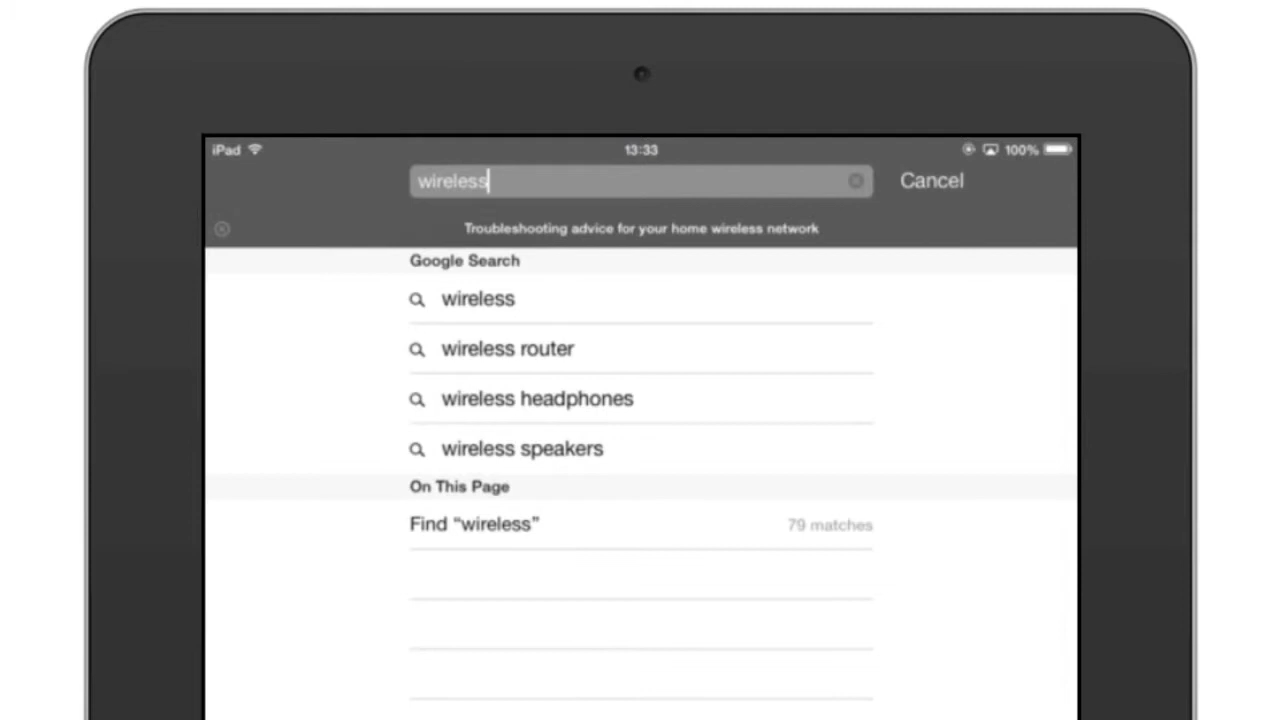 iPad
13:33
100%
wireless
Cancel
Troubleshooting advice for your home wireless network
Google Search
wireless
wireless router
wireless headphones
wireless speakers
On This Page
Find “wireless”
79 matches